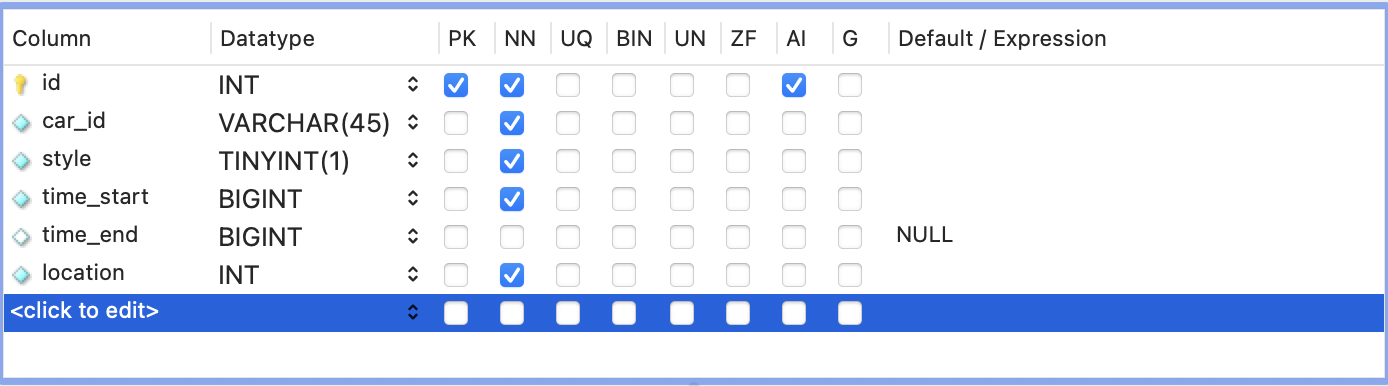 Column Datatype PK NN UQ BIN UN ZF AI G Default / Expression
id INT
car_id VARCHAR(45)
style TINYINT(1)
time_start BIGINT
time_end BIGINT NULL
location INT
<click to edit>